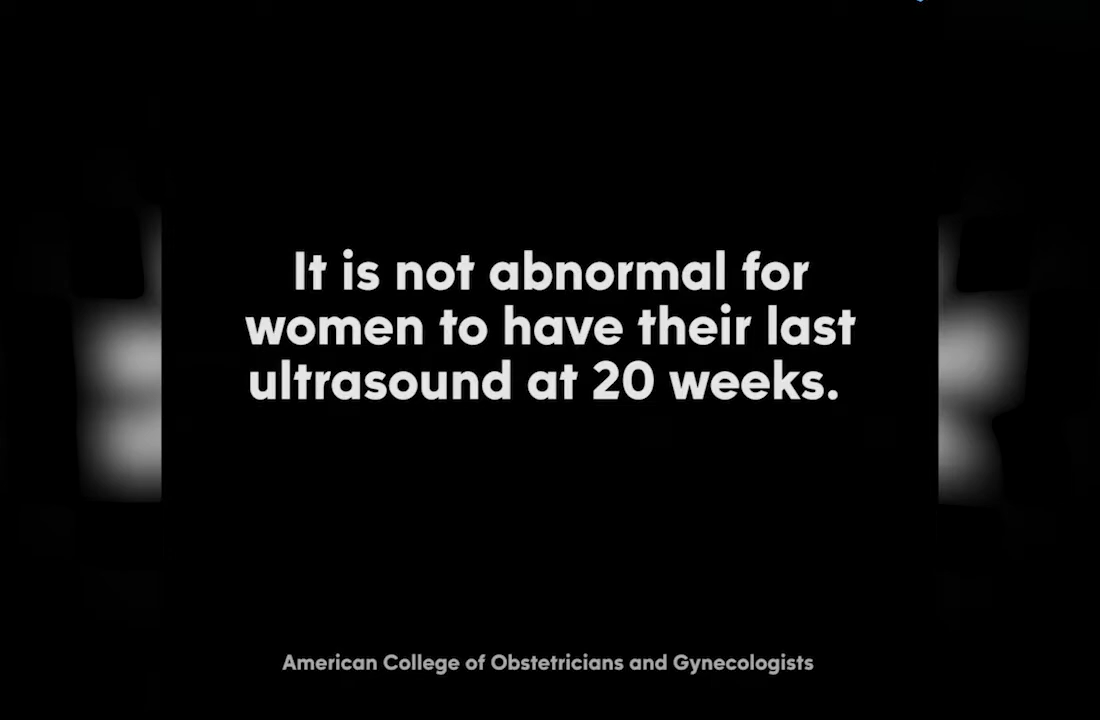 It is not abnormal for
women to have their last
ultrasound at 20 weeks.
American College of Obstetricians and Gynecologists